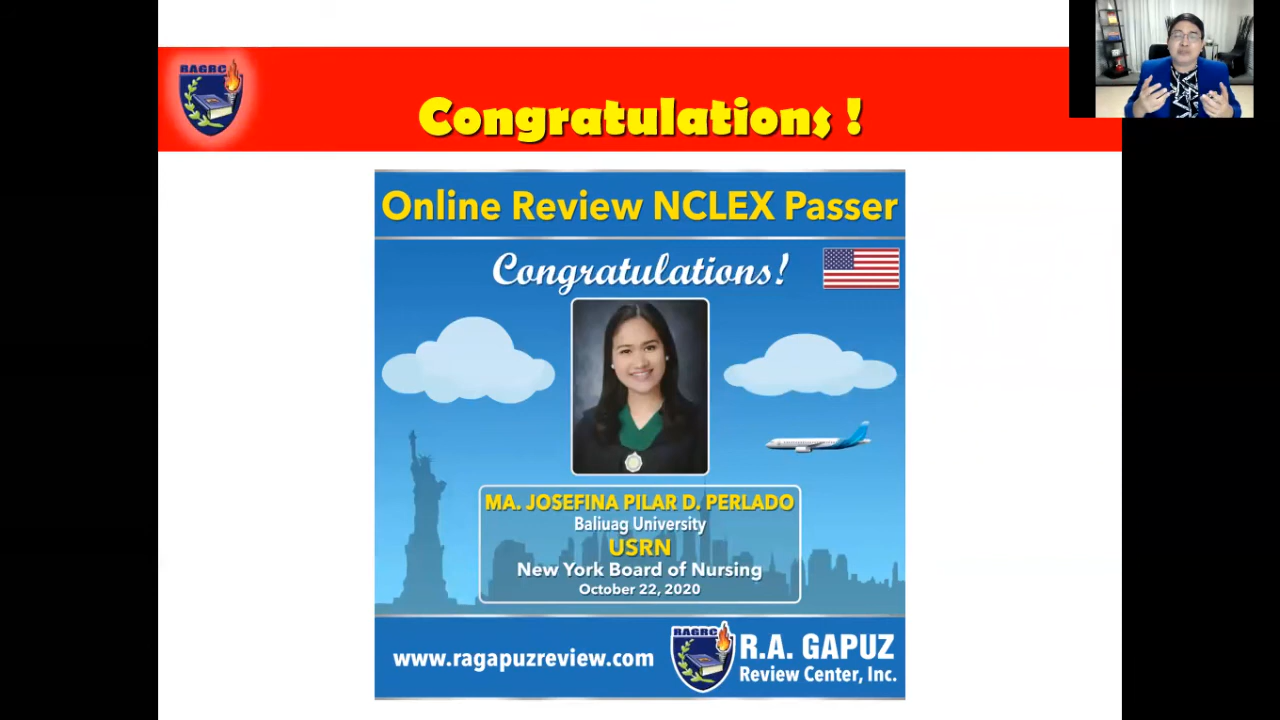 RAGRC
Congratulations !
Online Review NCLEX Passer
Congratulations!
MA. JOSEFINA PILAR D. PERLADO
Baliuag University
USRN
New York Board of Nursing
October 22, 2020
www.ragapuzreview.com
RAGRC
R.A. GAPUZ
Review Center, Inc.